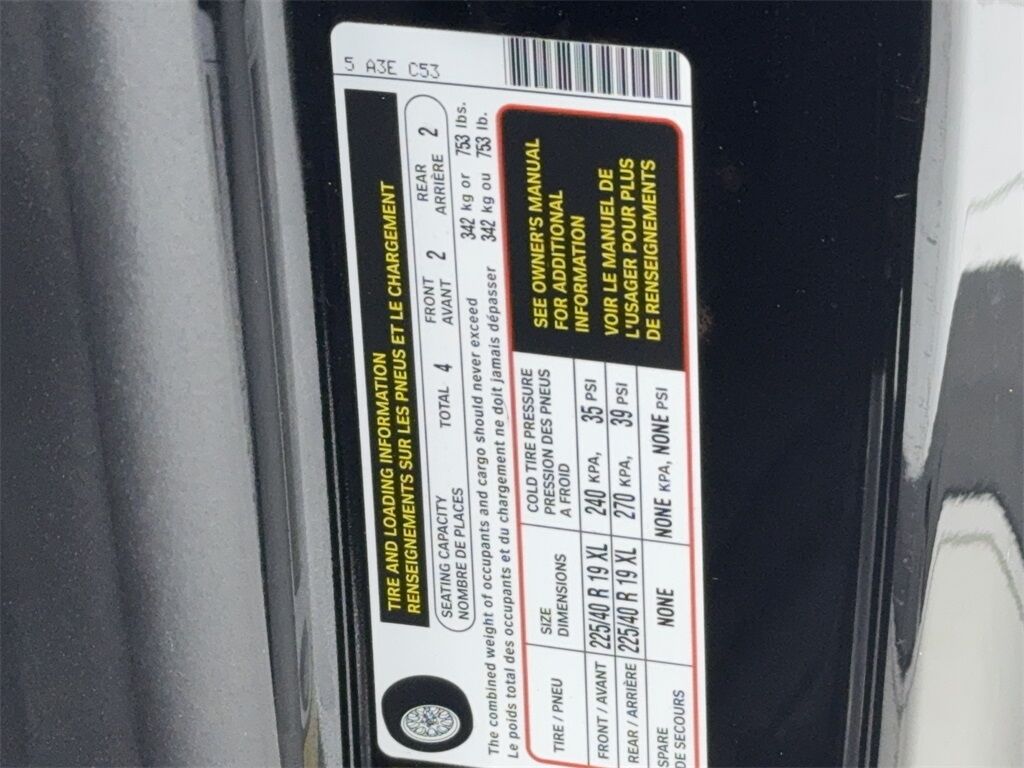 5 A3E C53
TIRE AND LOADING INFORMATION
RENSEIGNEMENTS SUR LES PNEUS ET LE CHARGEMENT
SEATING CAPACITY
NOMBRE DE PLACES
TOTAL 4
FRONT
AVANT 2
REAR
ARRIÈRE 2
The combined weight of occupants and cargo should never exceed 342 kg or 753 lbs.
Le poids total des occupants et du chargement ne doit jamais dépasser 342 kg ou 753 lb.
TIRE / PNEU
SIZE
DIMENSIONS
COLD TIRE PRESSURE
PRESSION DES PNEUS
A FROID
FRONT / AVANT 225/40 R 19 XL 240 KPA, 35 PSI
REAR / ARRIÈRE 225/40 R 19 XL 270 KPA, 39 PSI
SPARE
DE SECOURS
NONE NONE KPA, NONE PSI
SEE OWNER'S MANUAL
FOR ADDITIONAL
INFORMATION
VOIR LE MANUEL DE
L'USAGER POUR PLUS
DE RENSEIGNEMENTS